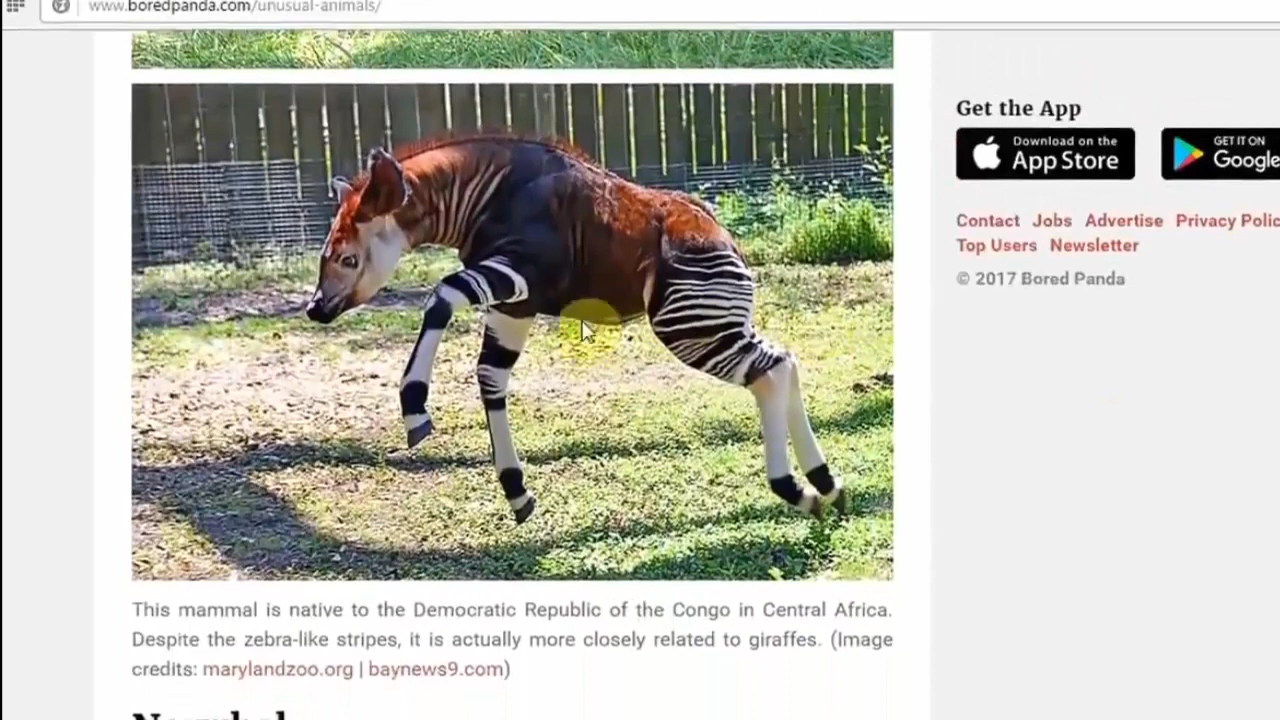 www.boredpanda.com/unusual-animals/
Get the App
Download on the
App Store
GET IT ON
Google
Contact Jobs Advertise Privacy Polic
Top Users Newsletter
© 2017 Bored Panda
This mammal is native to the Democratic Republic of the Congo in Central Africa.
Despite the zebra-like stripes, it is actually more closely related to giraffes. (Image
credits: marylandzoo.org | baynews9.com)